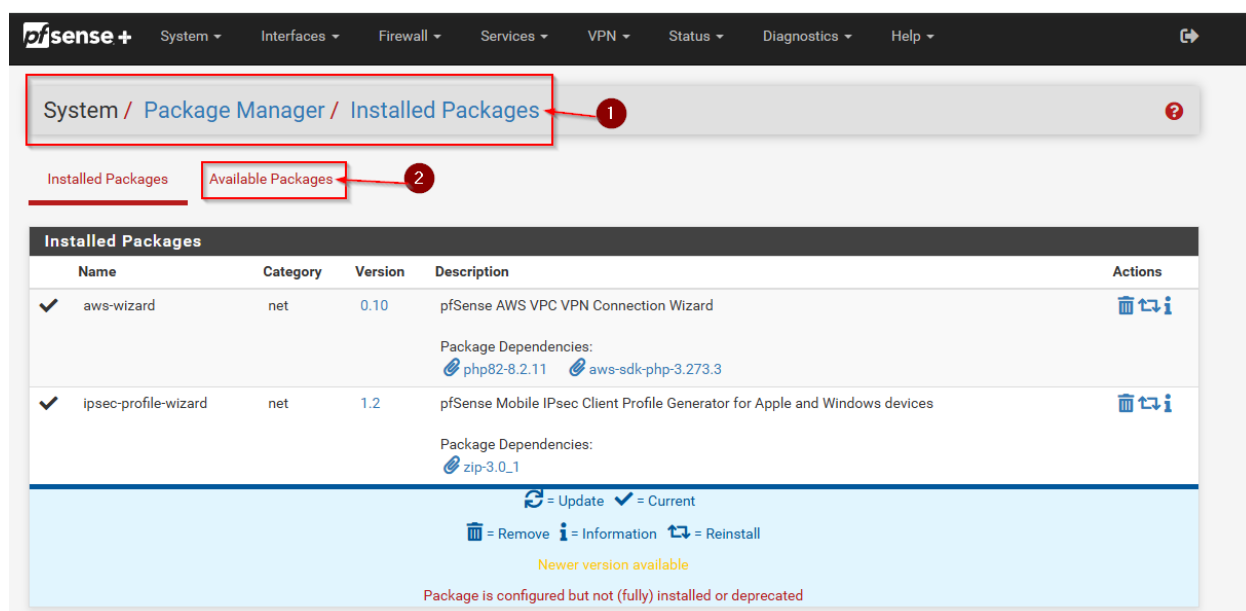 pfsense +
System Interfaces Firewall Services VPN Status Diagnostics Help
System / Package Manager / Installed Packages
1
Installed Packages Available Packages
2
Installed Packages
Name Category Version Description Actions
aws-wizard net 0.10 pfSense AWS VPC VPN Connection Wizard
Package Dependencies:
php82-8.2.11 aws-sdk-php-3.273.3
ipsec-profile-wizard net 1.2 pfSense Mobile IPsec Client Profile Generator for Apple and Windows devices
Package Dependencies:
zip-3.0_1
= Update = Current
= Remove = Information = Reinstall
Newer version available
Package is configured but not (fully) installed or deprecated